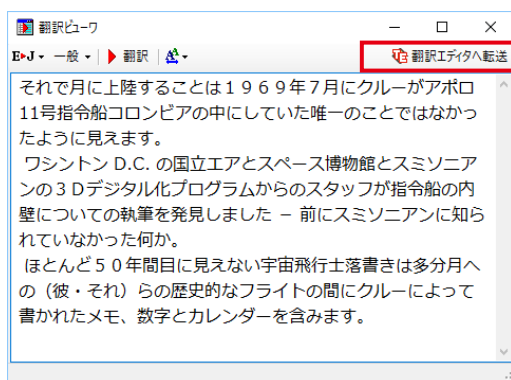 翻訳ビューワ
E▶J 一般 翻訳 翻訳エディタへ転送
それで月に上陸することは１９６９年７月にクルーがアポロ
11号指令船コロンビアの中にしていた唯一のことではなかっ
たように見えます。
ワシントン D.C. の国立エアとスペース博物館とスミソニア
ンの３Ｄデジタル化プログラムからのスタッフが指令船の内
壁についての執筆を発見しました － 前にスミソニアンに知ら
れていなかった何か。
ほとんど５０年間目に見えない宇宙飛行士落書きは多分月へ
の（彼・それ）らの歴史的なフライトの間にクルーによって
書かれたメモ、数字とカレンダーを含みます。